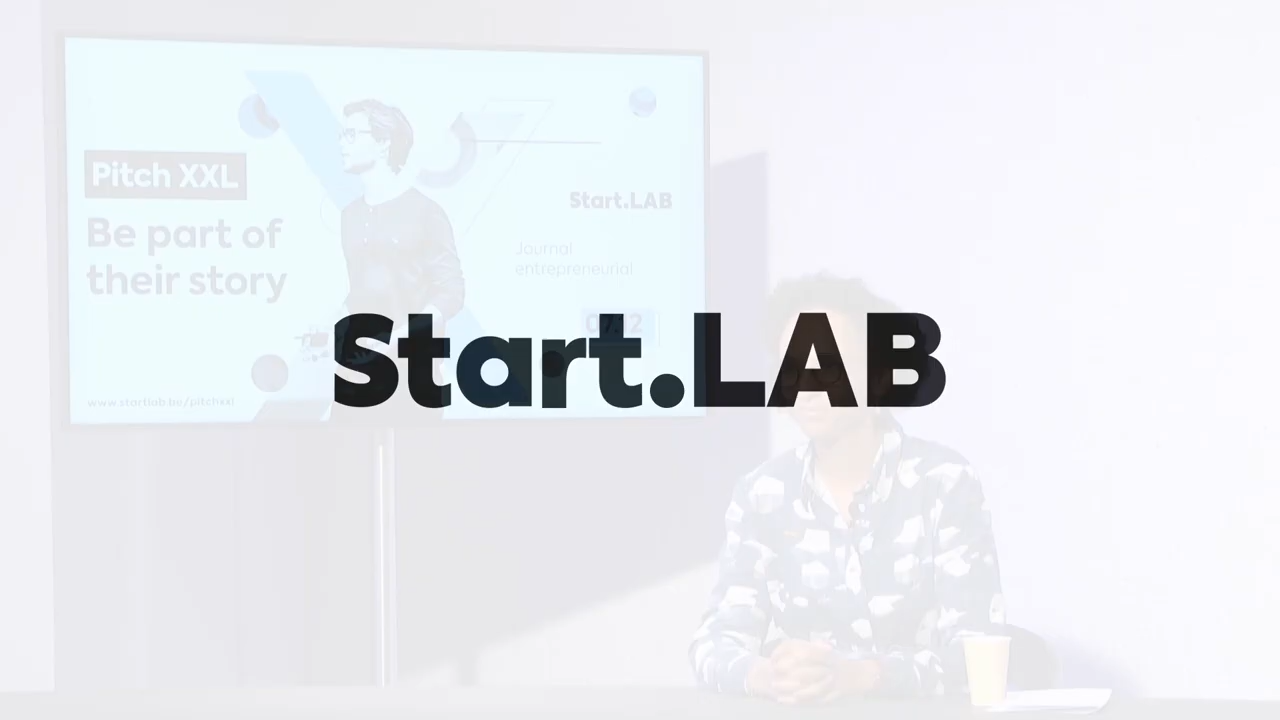 Pitch XXL
Be part of
their story
www.startlab.be/pitchxxl
Start.LAB
Journal
entrepreneurial
Start.LAB